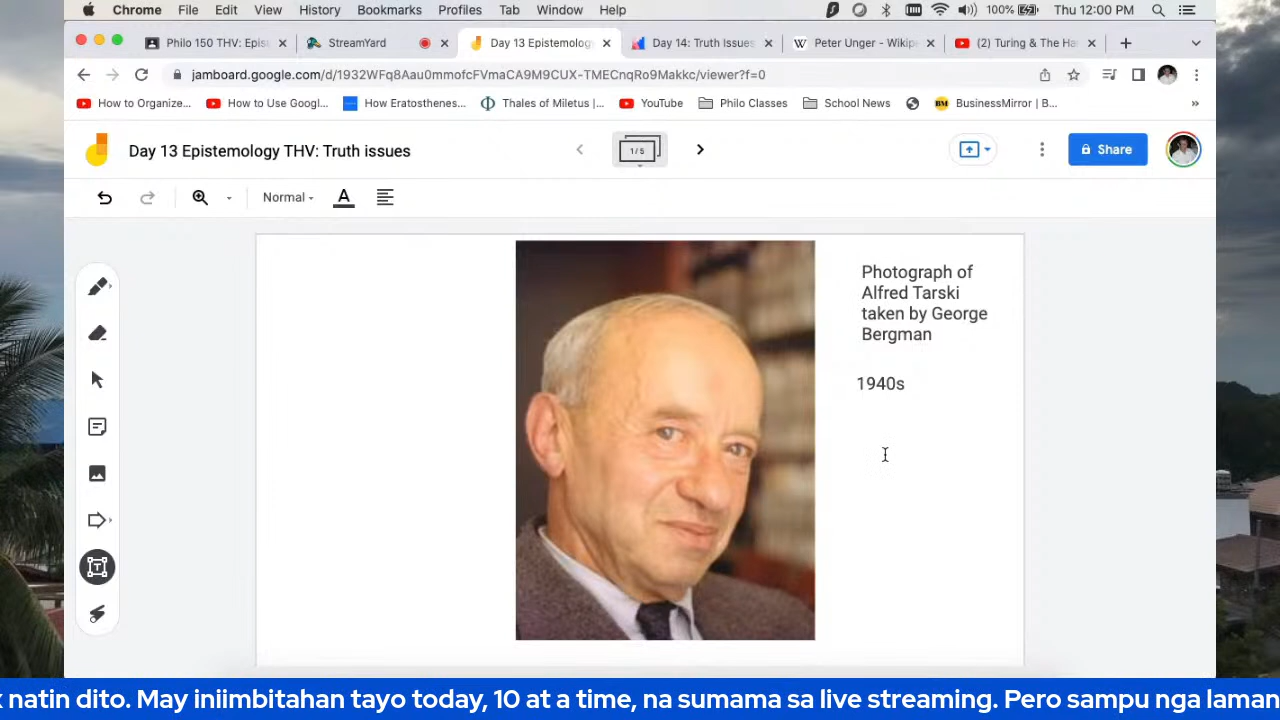 Chrome File Edit View History Bookmarks Profiles Tab Window Help 100% Thu 12:00 PM
Philo 150 THV: Epis
StreamYard
Day 13 Epistemology
Day 14: Truth Issues
Peter Unger - Wikip
(2) Turing & The Ha
jamboard.google.com/d/1932WFq8Aau0mmofcFVmaCA9M9CUX-TMECnqRo9Makkc/viewer?f=0
How to Organize... How to Use Googl... How Eratosthenes... Thales of Miletus |... YouTube Philo Classes School News BusinessMirror | B... »
Day 13 Epistemology THV: Truth issues
1/5
Share
Normal
A
Photograph of
Alfred Tarski
taken by George
Bergman
1940s
T
natin dito. May iniimbitahan tayo today, 10 at a time, na sumama sa live streaming. Pero sampu nga laman